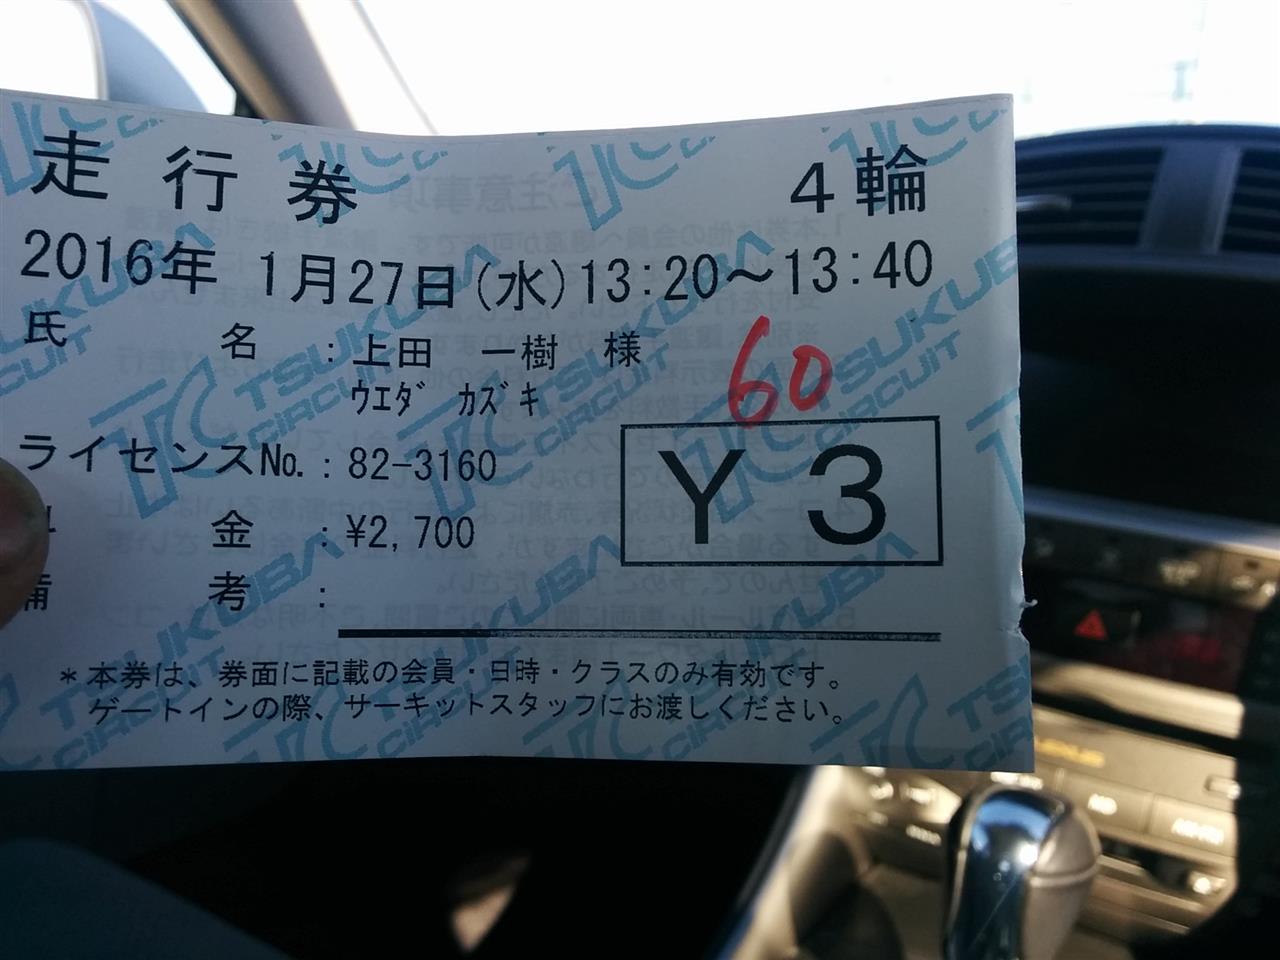 走行券 4輪
2016年 1月27日(水)13:20～13:40
氏 名 :上田 一樹 様
ｳｴﾀﾞ ｶｽﾞｷ
60
ライセンスNo. : 82-3160
Y3
金 :¥2,700
備 考 :
＊本券は、券面に記載の会員・日時・クラスのみ有効です。
ゲートインの際、サーキットスタッフにお渡しください。
TSUKUBA CIRCUIT